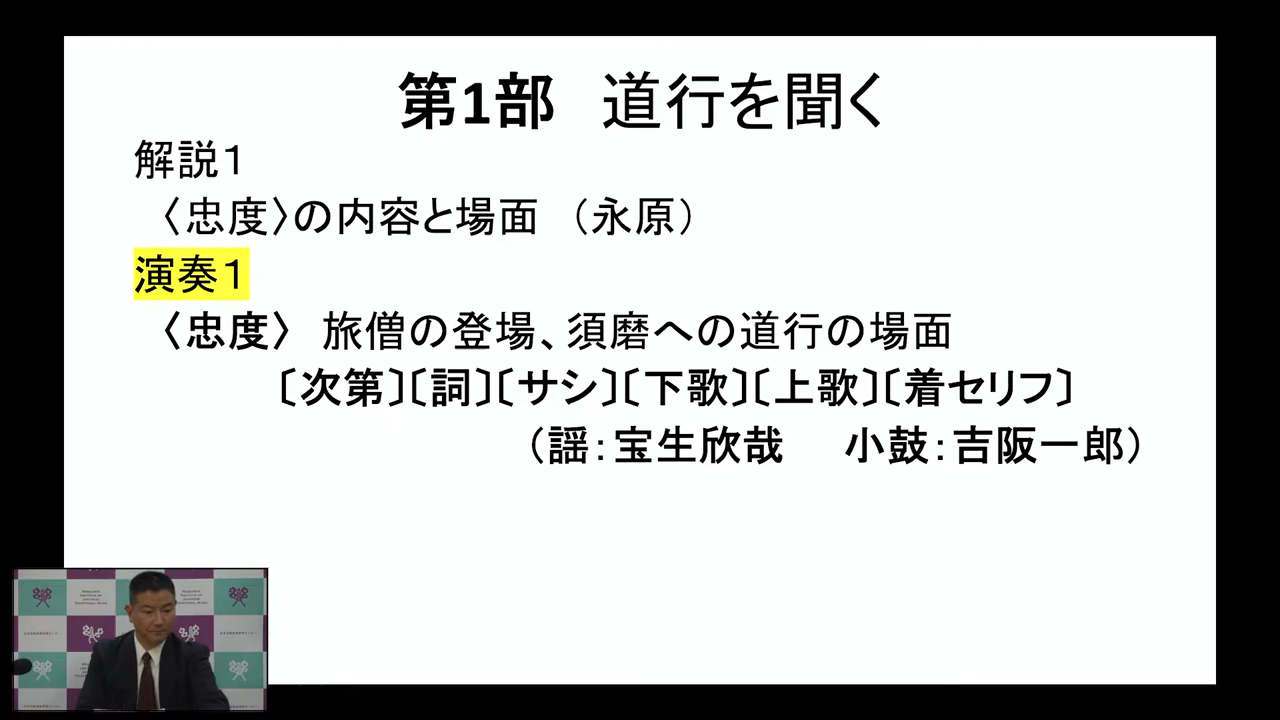 第1部 道行を聞く
解説１
〈忠度〉の内容と場面 （永原）
演奏１
〈忠度〉 旅僧の登場、須磨への道行の場面
〔次第〕〔詞〕〔サシ〕〔下歌〕〔上歌〕〔着セリフ〕
（謡：宝生欣哉 小鼓：吉阪一郎）